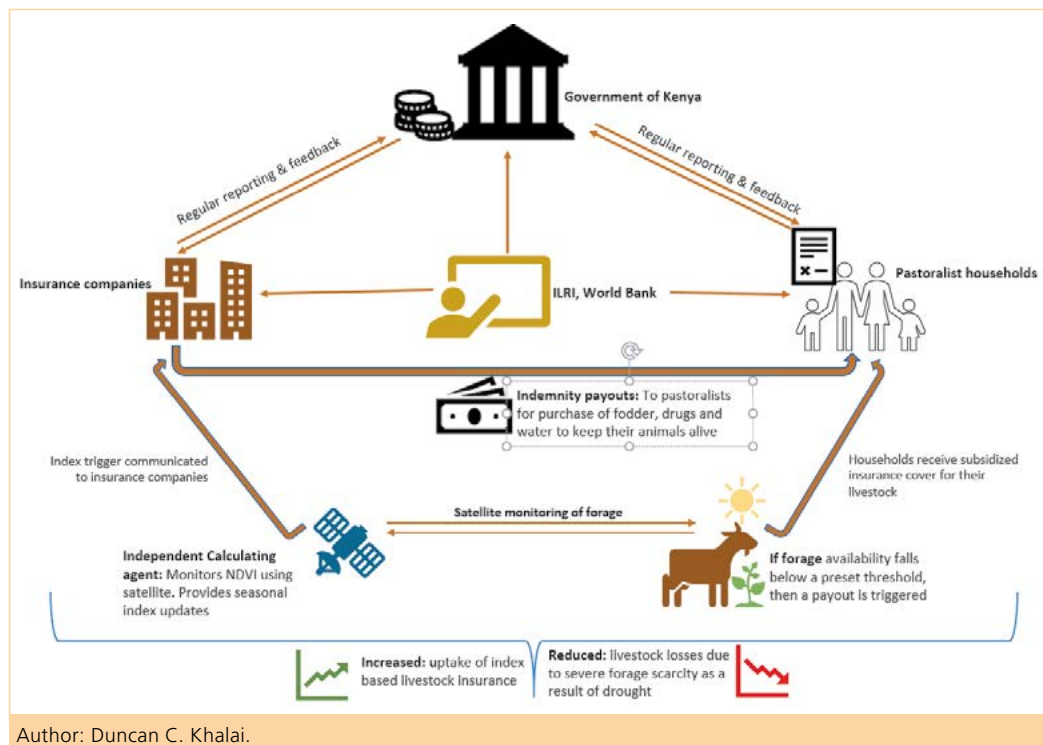 Government of Kenya
Regular reporting & feedback
Regular reporting & feedback
Insurance companies
ILRI, World Bank
Pastoralist households
Indemnity payouts: To pastoralists
for purchase of fodder, drugs and
water to keep their animals alive
Index trigger communicated
to insurance companies
Households receive subsidized
insurance cover for their
livestock
Satellite monitoring of forage
Independent Calculating
agent: Monitors NDVI using
satellite. Provides seasonal
index updates
If forage availability falls
below a preset threshold,
then a payout is triggered
Increased: uptake of index
based livestock insurance
Reduced: livestock losses due
to severe forage scarcity as a
result of drought
Author: Duncan C. Khalai.